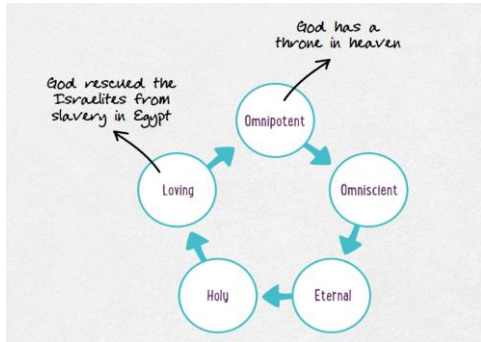 God has a
throne in heaven
God rescued the
Israelites from
slavery in Egypt
Omnipotent
Loving
Omniscient
Holy
Eternal